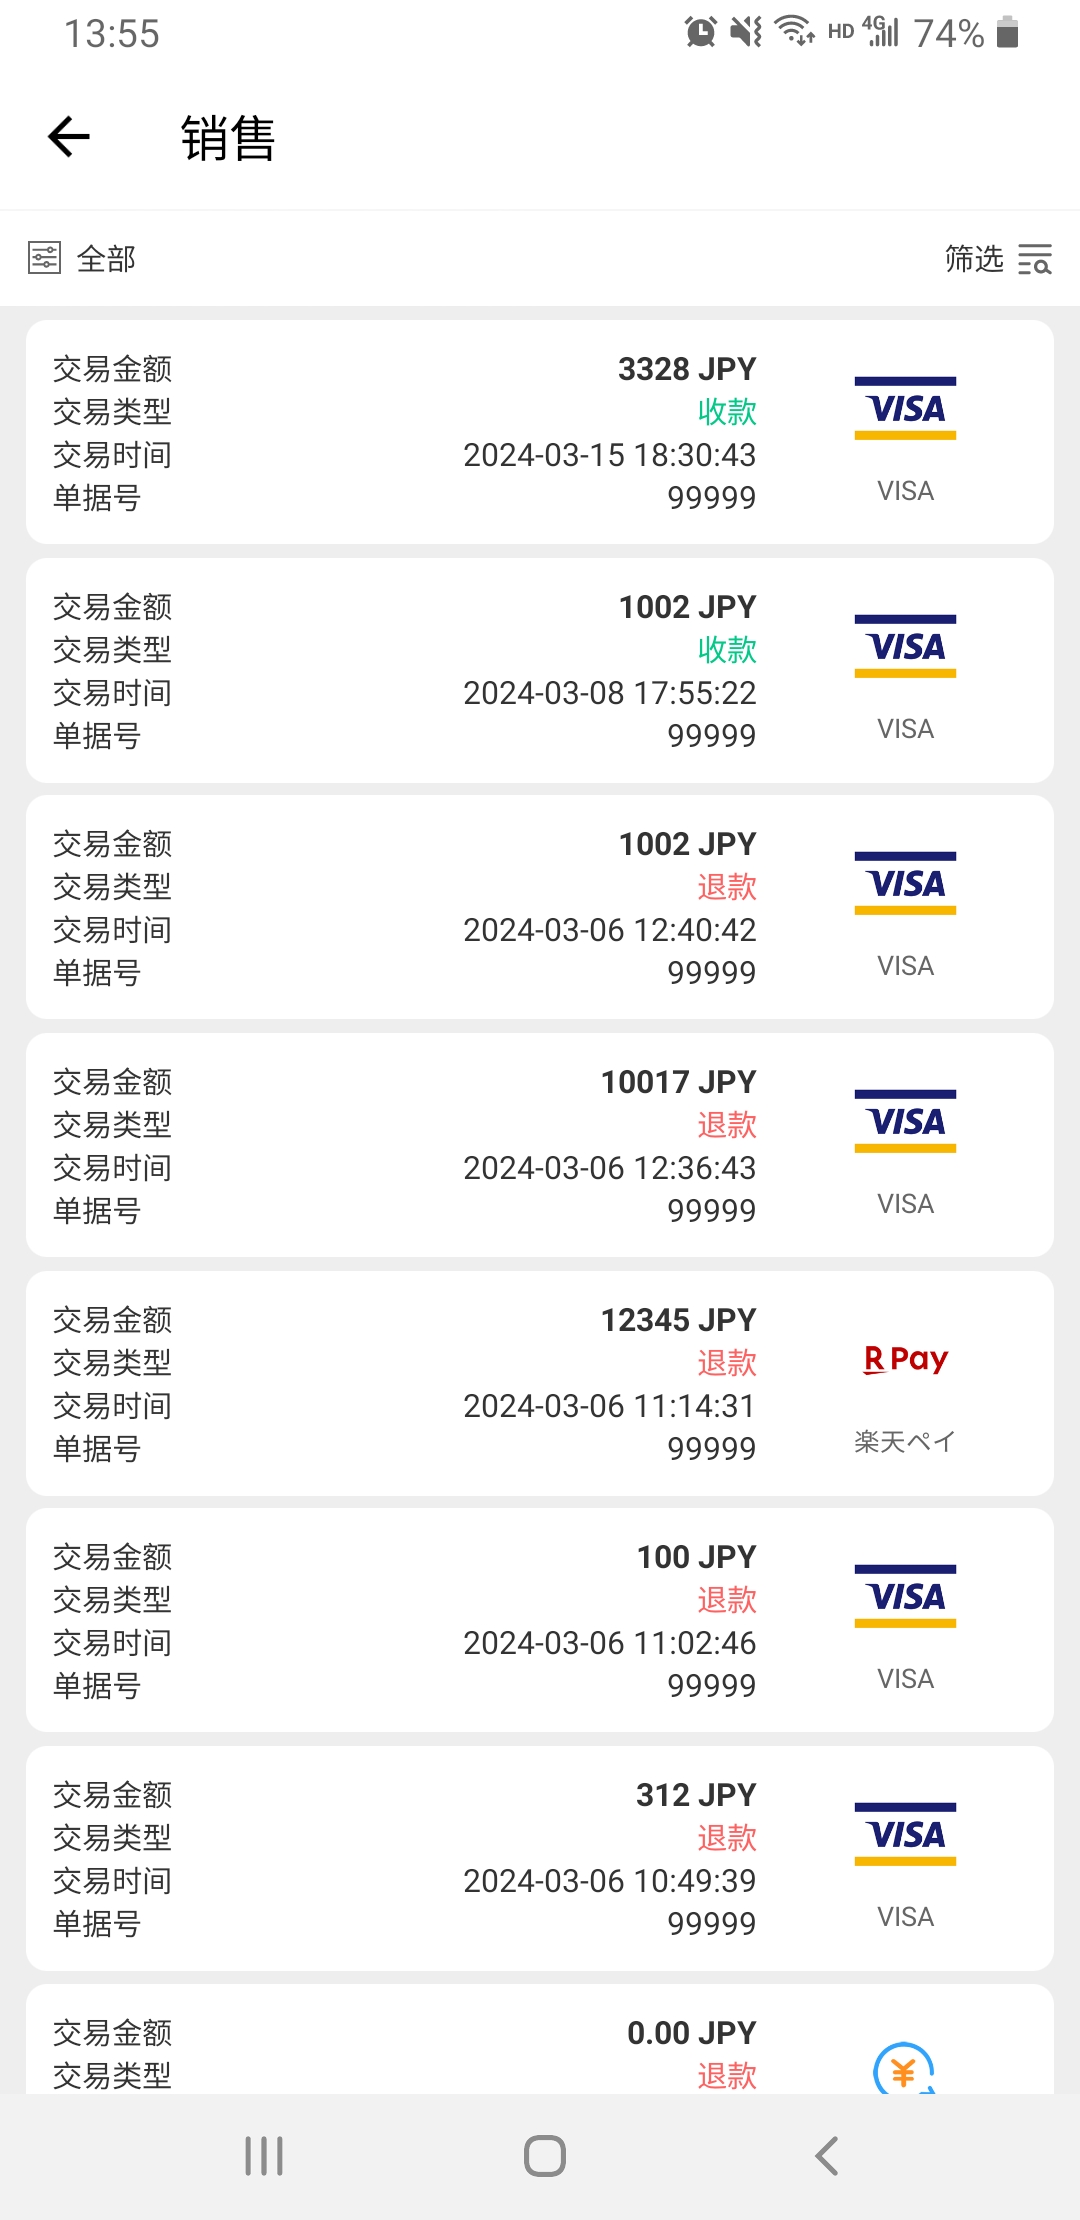 13:55 HD 4G 74%
销售
全部 筛选
交易金额 3328 JPY
交易类型 收款
交易时间 2024-03-15 18:30:43
单据号 99999
VISA
VISA
交易金额 1002 JPY
交易类型 收款
交易时间 2024-03-08 17:55:22
单据号 99999
VISA
VISA
交易金额 1002 JPY
交易类型 退款
交易时间 2024-03-06 12:40:42
单据号 99999
VISA
VISA
交易金额 10017 JPY
交易类型 退款
交易时间 2024-03-06 12:36:43
单据号 99999
VISA
VISA
交易金额 12345 JPY
交易类型 退款
交易时间 2024-03-06 11:14:31
单据号 99999
R Pay
楽天ペイ
交易金额 100 JPY
交易类型 退款
交易时间 2024-03-06 11:02:46
单据号 99999
VISA
VISA
交易金额 312 JPY
交易类型 退款
交易时间 2024-03-06 10:49:39
单据号 99999
VISA
VISA
交易金额 0.00 JPY
交易类型 退款
¥